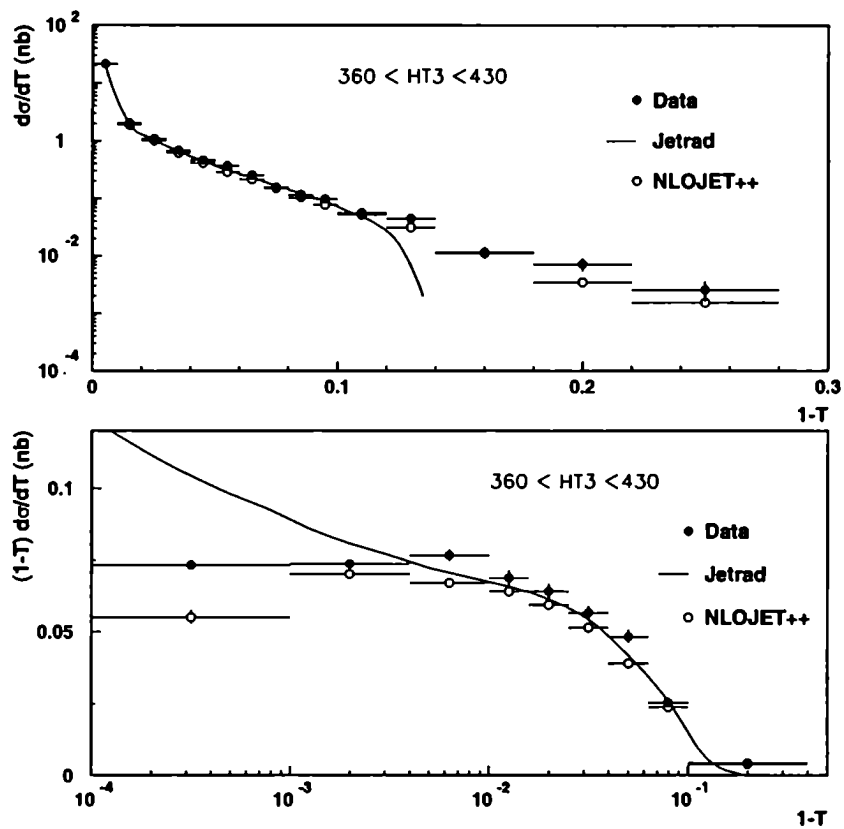 dσ/dT (nb)
10²
1
10⁻²
10⁻⁴
360 < HT3 <430
Data
Jetrad
NLOJET++
0
0.1
0.2
0.3
1-T
(1-T) dσ/dT (nb)
0.1
0.05
0
360 < HT3 <430
Data
Jetrad
NLOJET++
10⁻⁴
10⁻³
10⁻²
10⁻¹
1-T